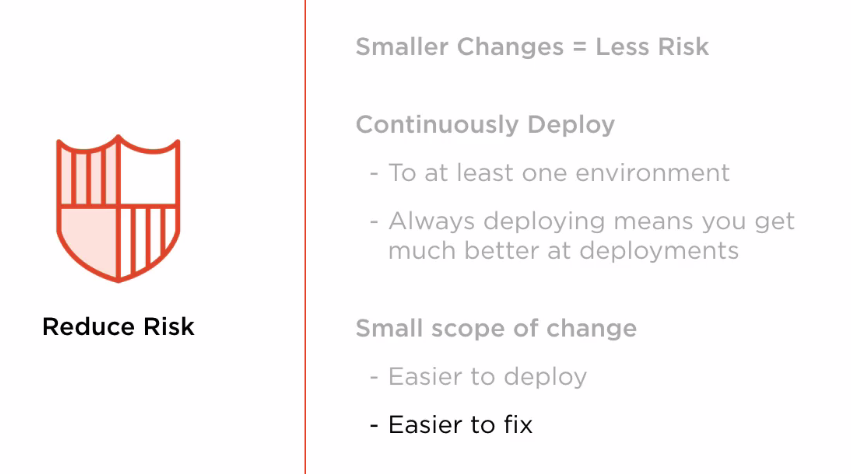 Reduce Risk
Smaller Changes = Less Risk
Continuously Deploy
- To at least one environment
- Always deploying means you get
much better at deployments
Small scope of change
- Easier to deploy
- Easier to fix